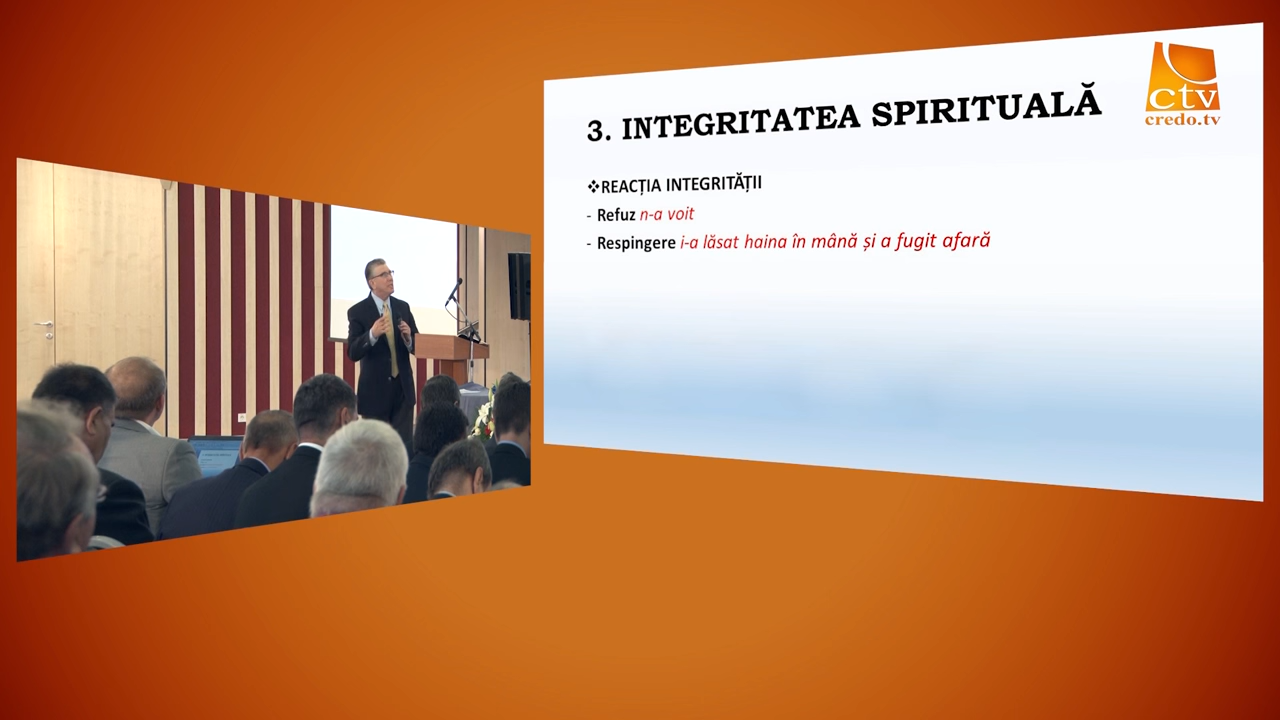 3. INTEGRITATEA SPIRITUALĂ
ctv
credo.tv
❖REACȚIA INTEGRITĂȚII
- Refuz n-a voit
- Respingere i-a lăsat haina în mână și a fugit afară